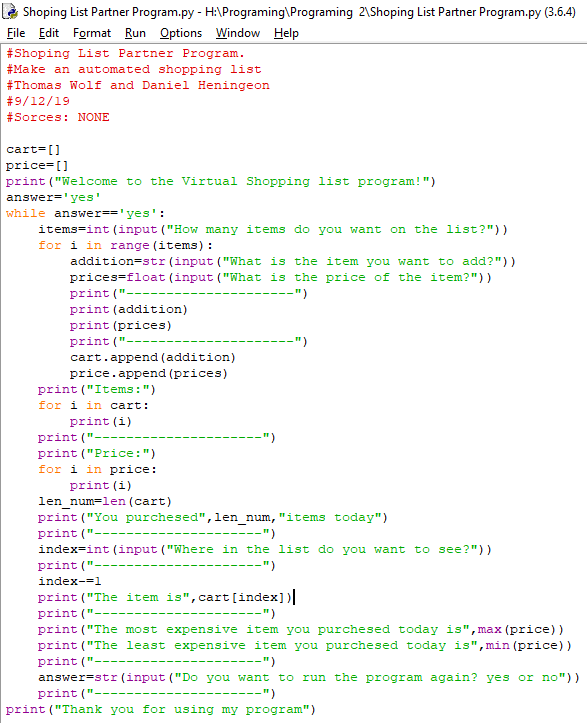 Shoping List Partner Program.py - H:\Programing\Programing  2\Shoping List Partner Program.py (3.6.4)
File Edit Format Run Options Window Help
#Shoping List Partner Program.
#Make an automated shopping list
#Thomas Wolf and Daniel Heningeon
#9/12/19
#Sorces: NONE

cart=[]
price=[]
print("Welcome to the Virtual Shopping list program!")
answer='yes'
while answer=='yes':
    items=int(input("How many items do you want on the list?"))
    for i in range(items):
        addition=str(input("What is the item you want to add?"))
        prices=float(input("What is the price of the item?"))
        print("---------------------")
        print(addition)
        print(prices)
        print("---------------------")
        cart.append(addition)
        price.append(prices)
    print("Items:")
    for i in cart:
        print(i)
    print("---------------------")
    print("Price:")
    for i in price:
        print(i)
    len_num=len(cart)
    print("You purchesed",len_num,"items today")
    print("---------------------")
    index=int(input("Where in the list do you want to see?"))
    print("---------------------")
    index-=1
    print("The item is",cart[index])
    print("---------------------")
    print("The most expensive item you purchesed today is",max(price))
    print("The least expensive item you purchesed today is",min(price))
    print("---------------------")
    answer=str(input("Do you want to run the program again? yes or no"))
    print("---------------------")
print("Thank you for using my program")